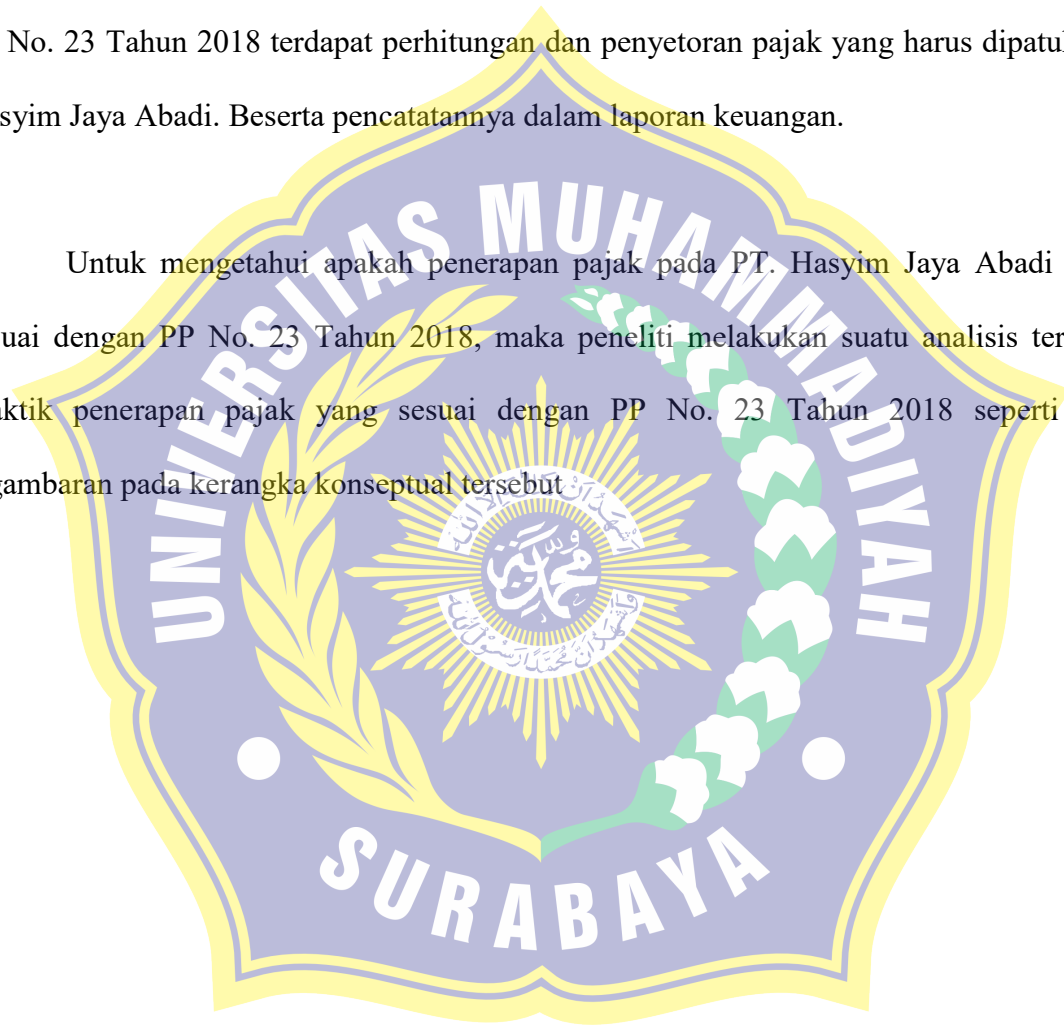 No. 23 Tahun 2018 terdapat perhitungan dan penyetoran pajak yang harus dipatu
syim Jaya Abadi. Beserta pencatatannya dalam laporan keuangan.
Untuk mengetahui apakah penerapan pajak pada PT. Hasyim Jaya Abadi
uai dengan PP No. 23 Tahun 2018, maka peneliti melakukan suatu analisis ter
aktik penerapan pajak yang sesuai dengan PP No. 23 Tahun 2018 seperti
gambaran pada kerangka konseptual tersebut
UNIVERSITAS MUHAMMADIYAH
SURABAYA
محمد